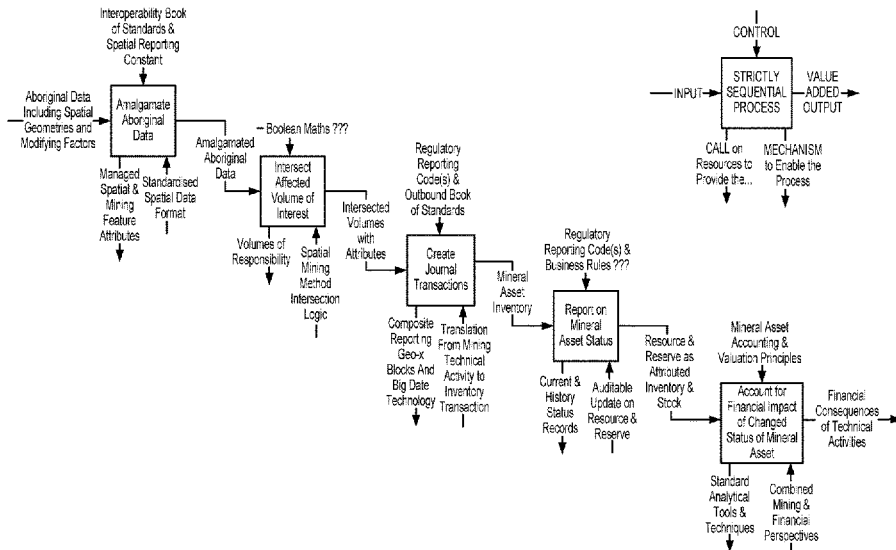 Interoperability Book
of Standards &
Spatial Reporting
Constant
Aboriginal Data
Including Spatial
Geometries and
Modifying Factors
Amalgamate
Aboriginal
Data
Managed
Spatial &
Mining
Feature
Attributes
Standardised
Spatial Data
Format
Amalgamated
Aboriginal
Data
Boolean Maths ???
Intersect
Affected
Volume of
Interest
Volumes of
Responsibility
Spatial
Mining
Method
Intersection
Logic
Intersected
Volumes
with
Attributes
Regulatory
Reporting
Code(s) &
Outbound Book
of Standards
Create
Journal
Transactions
Composite
Reporting
Geo-x
Blocks And
Big Date
Technology
Translation
From Mining
Technical
Activity to
Inventory
Transaction
Mineral
Asset
Inventory
Regulatory
Reporting Code(s) &
Business Rules ???
Report on
Mineral
Asset Status
Current &
History
Status
Records
Auditable
Update on
Resource &
Reserve
Resource &
Reserve as
Attributed
Inventory &
Stock
Mineral Asset
Accounting &
Valuation Principles
Account for
Financial Impact
of Changed
Status of Mineral
Asset
Standard
Analytical
Tools &
Techniques
Combined
Mining &
Financial
Perspectives
Financial
Consequences
of Technical
Activities
CONTROL
INPUT
STRICTLY
SEQUENTIAL
PROCESS
VALUE
ADDED
OUTPUT
CALL on
Resources to
Provide the...
MECHANISM
to Enable the
Process